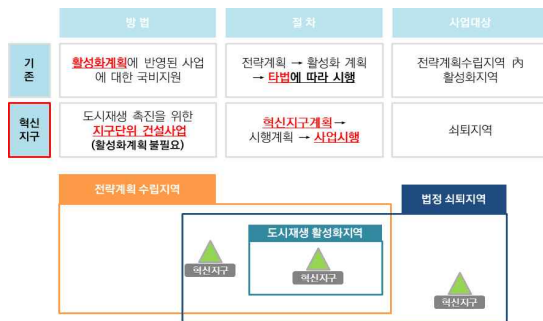 방 법
절 차
사업대상
기
존
활성화계획에 반영된 사업
에 대한 국비지원
전략계획 → 활성화 계획
→ 타법에 따라 시행
전략계획수립지역 內
활성화지역
혁신
지구
도시재생 촉진을 위한
지구단위 건설사업
(활성화계획 불필요)
혁신지구계획→
시행계획 → 사업시행
쇠퇴지역
전략계획 수립지역
법정 쇠퇴지역
도시재생 활성화지역
혁신지구
혁신지구
혁신지구